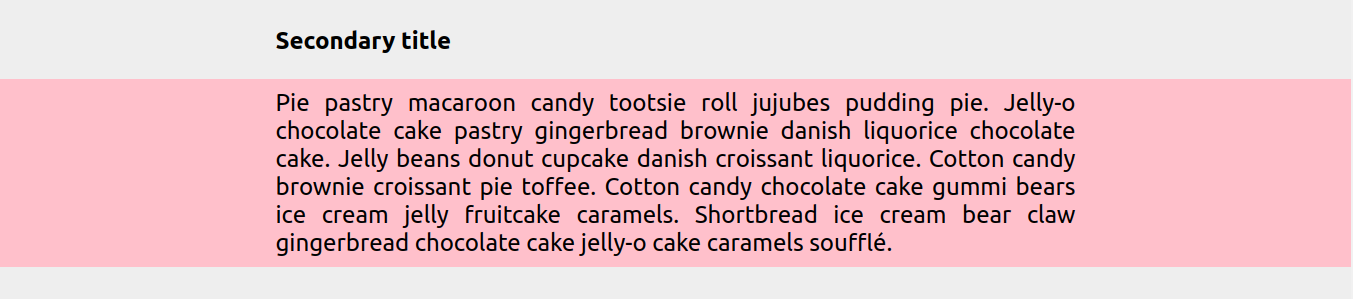 Secondary title
Pie pastry macaroon candy tootsie roll jujubes pudding pie. Jelly-o
chocolate cake pastry gingerbread brownie danish liquorice chocolate
cake. Jelly beans donut cupcake danish croissant liquorice. Cotton candy
brownie croissant pie toffee. Cotton candy chocolate cake gummi bears
ice cream jelly fruitcake caramels. Shortbread ice cream bear claw
gingerbread chocolate cake jelly-o cake caramels soufflé.